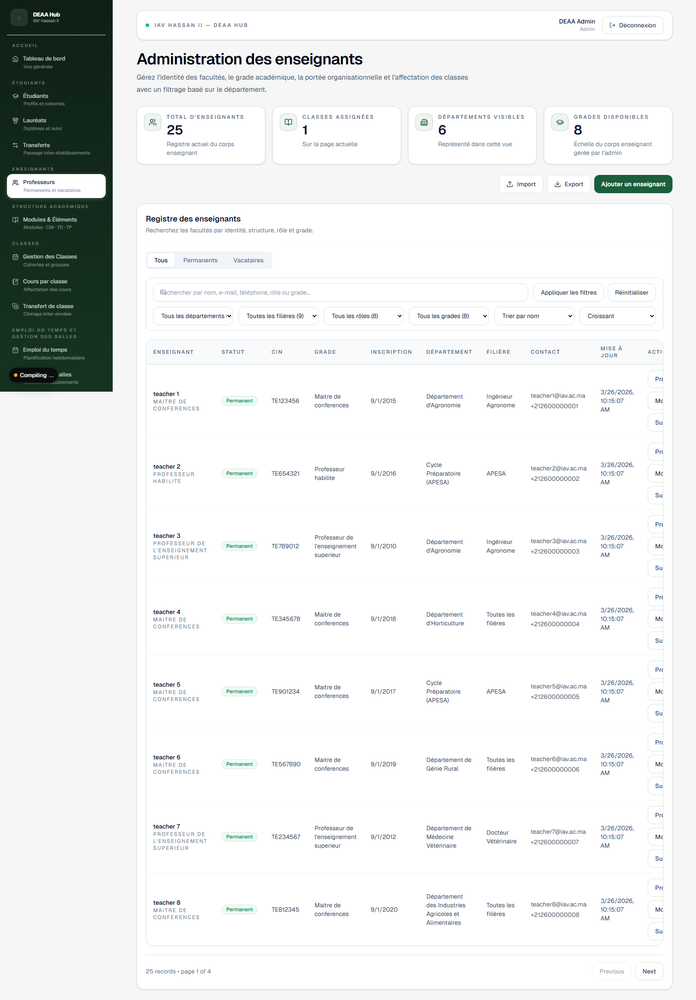 DEAA Hub
IAV Hassan II
ACCUEIL
Tableau de bord
Vue générale
ÉTUDIANTS
Étudiants
Profils et cohortes
Lauréats
Diplômes et suivi
Transferts
Passage inter-établissements
ENSEIGNANTS
Professeurs
Permanents et vacataires
STRUCTURE ACADÉMIQUE
Modules & Éléments
Modules · CM · TD · TP
CLASSES
Gestion des Classes
Cohortes et groupes
Cours par classe
Affectation des cours
Transfert de classe
Clonage inter-années
EMPLOI DU TEMPS ET
GESTION DES SALLES
Emploi du temps
Planification hebdomadaire
Compiling ...
IAV HASSAN II — DEAA HUB
DEAA Admin
Admin
Déconnexion
Administration des enseignants
Gérez l'identité des facultés, le grade académique, la portée organisationnelle et l'affectation des classes
avec un filtrage basé sur le département.
TOTAL D'ENSEIGNANTS
25
Registre actuel du corps
enseignant
CLASSES ASSIGNÉES
1
Sur la page actuelle
DÉPARTEMENTS VISIBLES
6
Représenté dans cette vue
GRADES DISPONIBLES
8
Échelle du corps enseignant
gérée par l'admin
Import
Export
Ajouter un enseignant
Registre des enseignants
Recherchez les facultés par identité, structure, rôle et grade.
Tous
Permanents
Vacataires
Rechercher par nom, e-mail, téléphone, rôle ou grade...
Appliquer les filtres
Réinitialiser
Tous les départements
Toutes les filières (9)
Tous les rôles (8)
Tous les grades (8)
Trier par nom
Croissant
ENSEIGNANT STATUT CIN GRADE INSCRIPTION DÉPARTEMENT FILIÈRE CONTACT MISE À JOUR ACTI
teacher 1
MAITRE DE
CONFERENCES
Permanent
TE123456
Maitre de
conferences
9/1/2015
Département
d'Agronomie
Ingénieur
Agronome
teacher1@iav.ac.ma
+212600000001
3/26/2026,
10:15:07
AM
Pro
Mo
Su
teacher 2
PROFESSEUR
HABILITE
Permanent
TE654321
Professeur
habilite
9/1/2016
Cycle
Préparatoire
(APESA)
APESA
teacher2@iav.ac.ma
+212600000002
3/26/2026,
10:15:07
AM
Pro
Mo
Su
teacher 3
PROFESSEUR DE
L'ENSEIGNEMENT
SUPERIEUR
Permanent
TE789012
Professeur de
l'enseignement
superieur
9/1/2010
Département
d'Agronomie
Ingénieur
Agronome
teacher3@iav.ac.ma
+212600000003
3/26/2026,
10:15:07
AM
Pro
Mo
Su
teacher 4
MAITRE DE
CONFERENCES
Permanent
TE345678
Maitre de
conferences
9/1/2018
Département
d'Horticulture
Toutes les
filières
teacher4@iav.ac.ma
+212600000004
3/26/2026,
10:15:07
AM
Pro
Mo
Su
teacher 5
MAITRE DE
CONFERENCES
Permanent
TE901234
Maitre de
conferences
9/1/2017
Cycle
Préparatoire
(APESA)
APESA
teacher5@iav.ac.ma
+212600000005
3/26/2026,
10:15:07
AM
Pro
Mo
Su
teacher 6
MAITRE DE
CONFERENCES
Permanent
TE567890
Maitre de
conferences
9/1/2019
Département de
Génie Rural
Toutes les
filières
teacher6@iav.ac.ma
+212600000006
3/26/2026,
10:15:07
AM
Pro
Mo
Su
teacher 7
PROFESSEUR DE
L'ENSEIGNEMENT
SUPERIEUR
Permanent
TE234567
Professeur de
l'enseignement
superieur
9/1/2012
Département de
Médecine
Vétérinaire
Docteur
Vétérinaire
teacher7@iav.ac.ma
+212600000007
3/26/2026,
10:15:07
AM
Pro
Mo
Su
teacher 8
MAITRE DE
CONFERENCES
Permanent
TE812345
Maitre de
conferences
9/1/2020
Département
des Industries
Agricoles et
Alimentaires
Toutes les
filières
teacher8@iav.ac.ma
+212600000008
3/26/2026,
10:15:07
AM
Pro
Mo
Su
25 records • page 1 of 4
Previous
Next